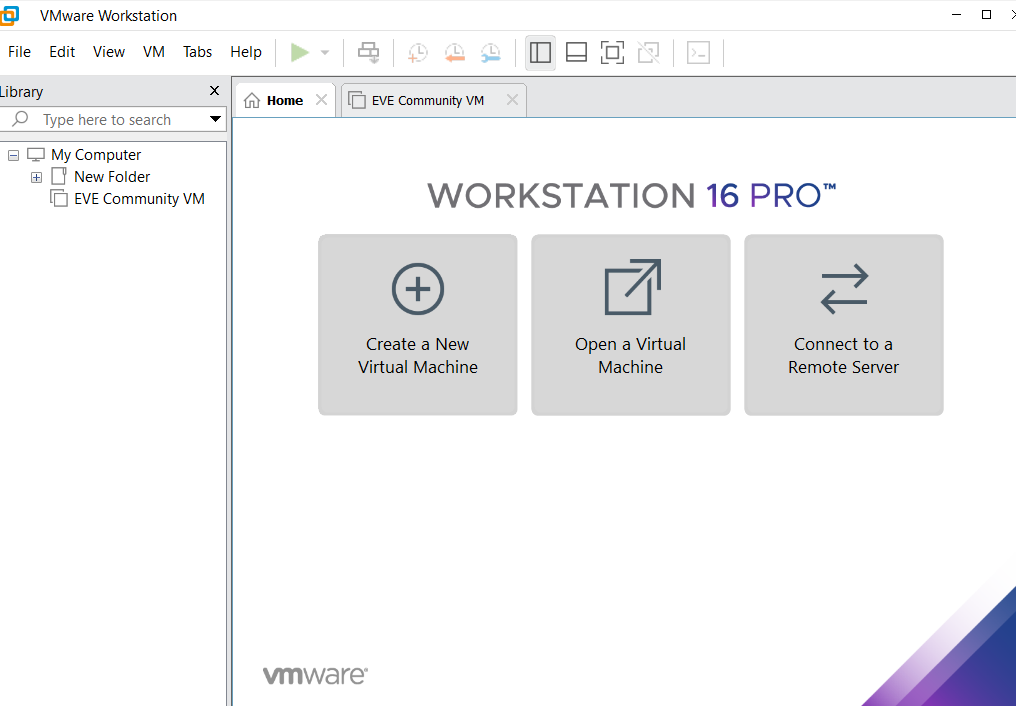 VMware Workstation
File Edit View VM Tabs Help
Library
Type here to search
My Computer
New Folder
EVE Community VM
Home
EVE Community VM
WORKSTATION 16 PRO™
Create a New
Virtual Machine
Open a Virtual
Machine
Connect to a
Remote Server
vmware®